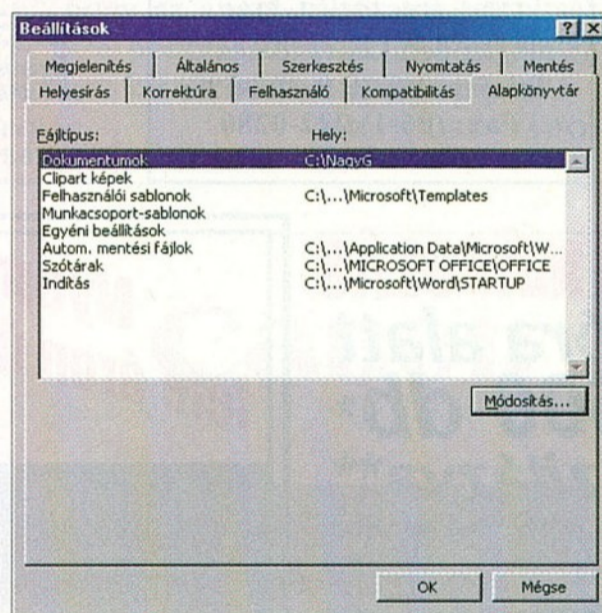 Beállítások
Megjelenítés Általános Szerkesztés Nyomtatás Mentés
Helyesírás Korrektúra Felhasználó Kompatibilitás Alapkönyvtár
Fájltípus: Hely:
Dokumentumok C:\NagyG
Clipart képek
Felhasználói sablonok C:\...\Microsoft\Templates
Munkacsoport-sablonok
Egyéni beállítások
Autom. mentési fájlok C:\...\Application Data\Microsoft\W...
Szótárak C:\...\MICROSOFT OFFICE\OFFICE
Indítás C:\...\Microsoft\Word\STARTUP
Módosítás...
OK Mégse